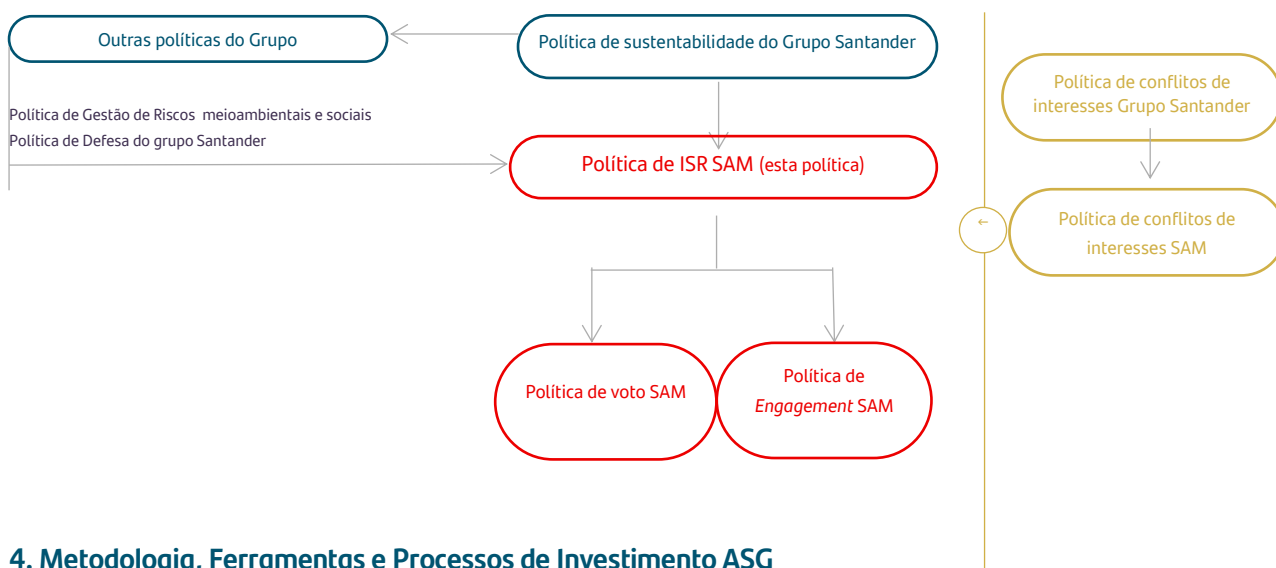 Outras políticas do Grupo
Política de sustentabilidade do Grupo Santander
Política de Gestão de Riscos meioambientais e sociais
Política de Defesa do grupo Santander
Política de ISR SAM (esta política)
Política de voto SAM
Política de
Engagement SAM
Política de conflitos de
interesses Grupo Santander
Política de conflitos de
interesses SAM
4. Metodologia, Ferramentas e Processos de Investimento ASG